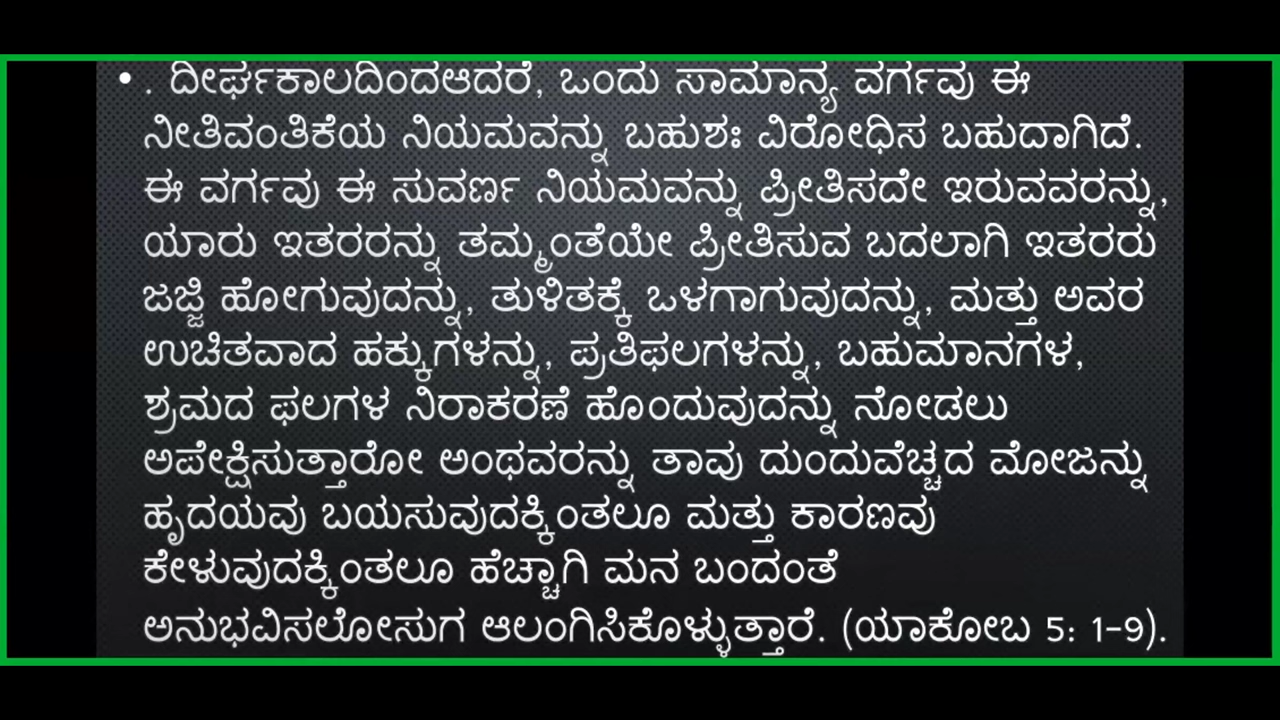 • . ದೀರ್ಘಕಾಲದಿಂದಆದರೆ, ಒಂದು ಸಾಮಾನ್ಯ ವರ್ಗವು ಈ
ನೀತಿವಂತಿಕೆಯ ನಿಯಮವನ್ನು ಬಹುಶಃ ವಿರೋಧಿಸ ಬಹುದಾಗಿದೆ.
ಈ ವರ್ಗವು ಈ ಸುವರ್ಣ ನಿಯಮವನ್ನು ಪ್ರೀತಿಸದೇ ಇರುವವರನ್ನು,
ಯಾರು ಇತರರನ್ನು ತಮ್ಮಂತೆಯೇ ಪ್ರೀತಿಸುವ ಬದಲಾಗಿ ಇತರರು
ಜಜ್ಜಿ ಹೋಗುವುದನ್ನು, ತುಳಿತಕ್ಕೆ ಒಳಗಾಗುವುದನ್ನು, ಮತ್ತು ಅವರ
ಉಚಿತವಾದ ಹಕ್ಕುಗಳನ್ನು, ಪ್ರತಿಫಲಗಳನ್ನು, ಬಹುಮಾನಗಳ,
ಶ್ರಮದ ಫಲಗಳ ನಿರಾಕರಣೆ ಹೊಂದುವುದನ್ನು ನೋಡಲು
ಅಪೇಕ್ಷಿಸುತ್ತಾರೋ ಅಂಥವರನ್ನು ತಾವು ದುಂದುವೆಚ್ಚದ ಮೋಜನ್ನು
ಹೃದಯವು ಬಯಸುವುದಕ್ಕಿಂತಲೂ ಮತ್ತು ಕಾರಣವು
ಕೇಳುವುದಕ್ಕಿಂತಲೂ ಹೆಚ್ಚಾಗಿ ಮನ ಬಂದಂತೆ
ಅನುಭವಿಸಲೋಸುಗ ಆಲಂಗಿಸಿಕೊಳ್ಳುತ್ತಾರೆ. (ಯಾಕೋಬ 5: 1-9).